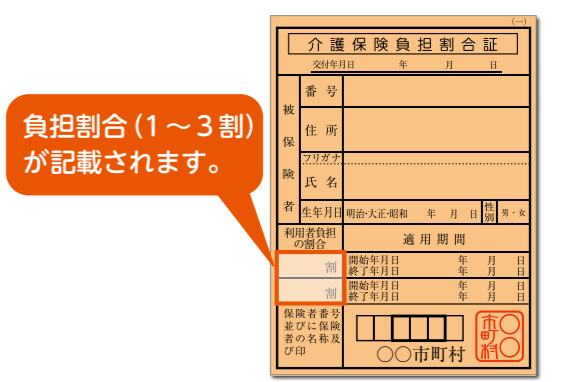 負担割合(1～3割)
が記載されます。
(一)
介護保険負担割合証
交付年月日 年 月 日
被保険者
番号
住所
フリガナ
氏名
生年月日 明治・大正・昭和 年 月 日 性別 男・女
利用者負担
の割合
適用期間
割 開始年月日 年 月 日
終了年月日 年 月 日
割 開始年月日 年 月 日
終了年月日 年 月 日
保険者番号
並びに保険
者の名称及
び印
○○市町村
市町村○○